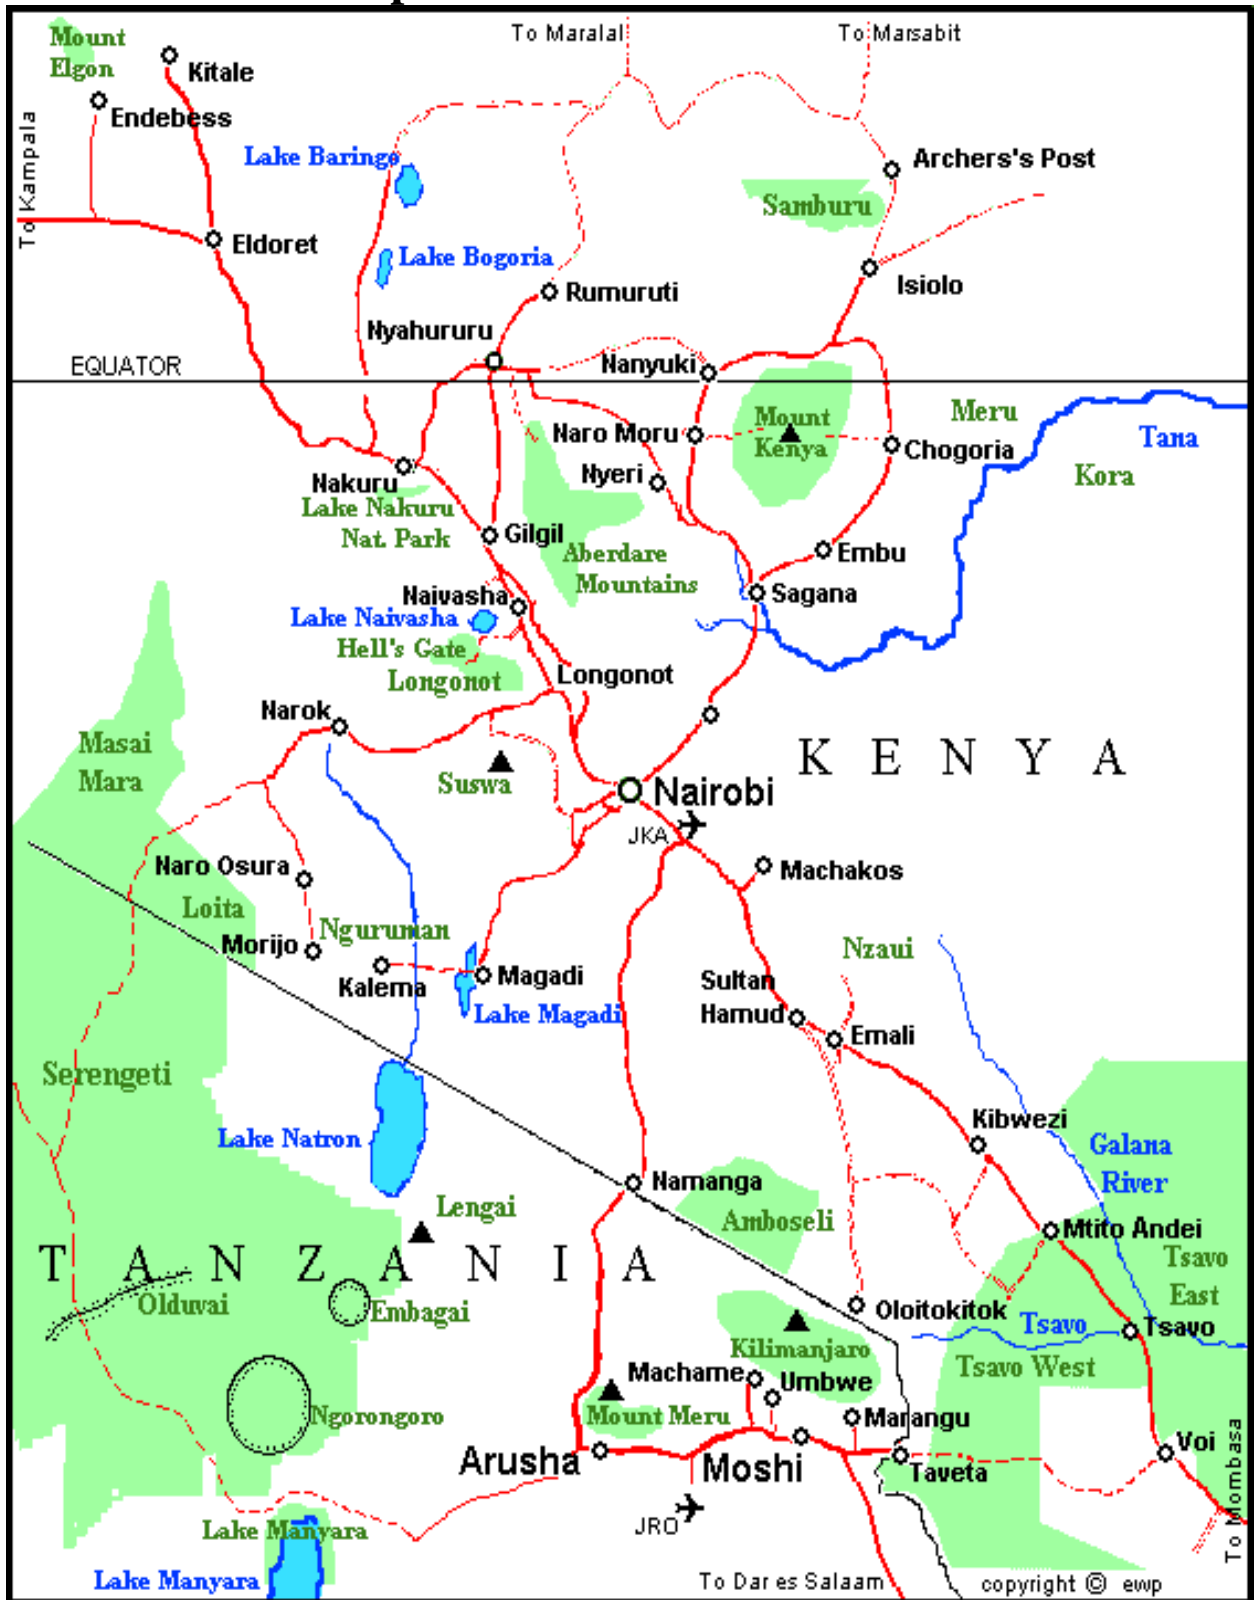 To Maralal
To Marsabit
Mount
Elgon
Kitale
Endebess
To Kampala
Lake Baringo
Archers's Post
Samburu
Eldoret
Lake Bogoria
Isiolo
Rumuruti
Nyahururu
EQUATOR
Nanyuki
Meru
Mount
Kenya
Naro Moru
Tana
Chogoria
Kora
Nyeri
Nakuru
Lake Nakuru
Nat. Park
Gilgil
Aberdare
Mountains
Embu
Naivasha
Sagana
Lake Naivasha
Hell's Gate
Longonot
Longonot
Narok
Masai
Mara
KENYA
Suswa
Nairobi
JKA
Machakos
Naro Osura
Loita
Nguruman
Morijo
Kalema
Magadi
Lake Magadi
Nzaui
Sultan
Hamud
Emali
Serengeti
Lake Natron
Kibwezi
Galana
River
Namanga
Amboseli
Lengai
Mtito Andei
TANZANIA
Tsavo
East
Olduvai
Embagai
Oloitokitok
Tsavo
Tsavo
Kilimanjaro
Tsavo West
Machame
Umbwe
Ngorongoro
Mount Meru
Marangu
Voi
Arusha
Moshi
Taveta
JRO
To Mombasa
Lake Manyara
Lake Manyara
To Dar es Salaam
copyright © ewp